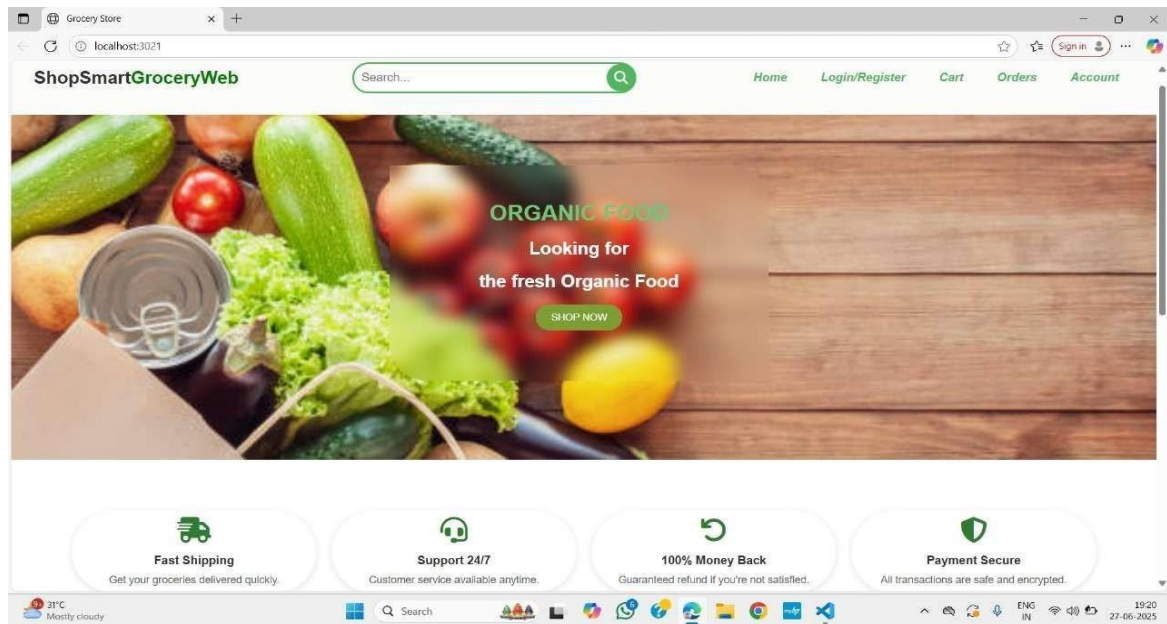 Grocery Store
localhost:3021
Sign in
ShopSmartGroceryWeb
Search...
Home Login/Register Cart Orders Account
ORGANIC FOOD
Looking for
the fresh Organic Food
SHOP NOW
Fast Shipping Support 24/7 100% Money Back Payment Secure
Get your groceries delivered quickly. Customer service available anytime. Guaranteed refund if you're not satisfied. All transactions are safe and encrypted.
31°C
Mostly cloudy
Search
ENG
IN
19:20
27-06-2025